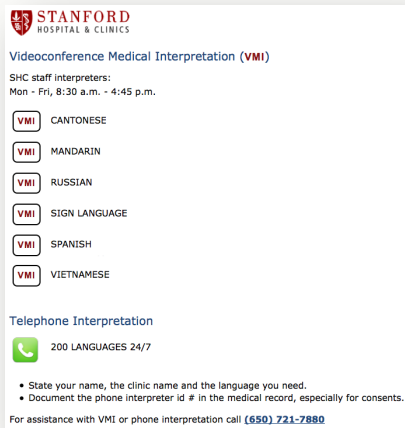 STANFORD
HOSPITAL & CLINICS
Videoconference Medical Interpretation (VMI)
SHC staff interpreters:
Mon - Fri, 8:30 a.m. - 4:45 p.m.
VMI CANTONESE
VMI MANDARIN
VMI RUSSIAN
VMI SIGN LANGUAGE
VMI SPANISH
VMI VIETNAMESE
Telephone Interpretation
200 LANGUAGES 24/7
• State your name, the clinic name and the language you need.
• Document the phone interpreter id # in the medical record, especially for consents.
For assistance with VMI or phone interpretation call (650) 721-7880